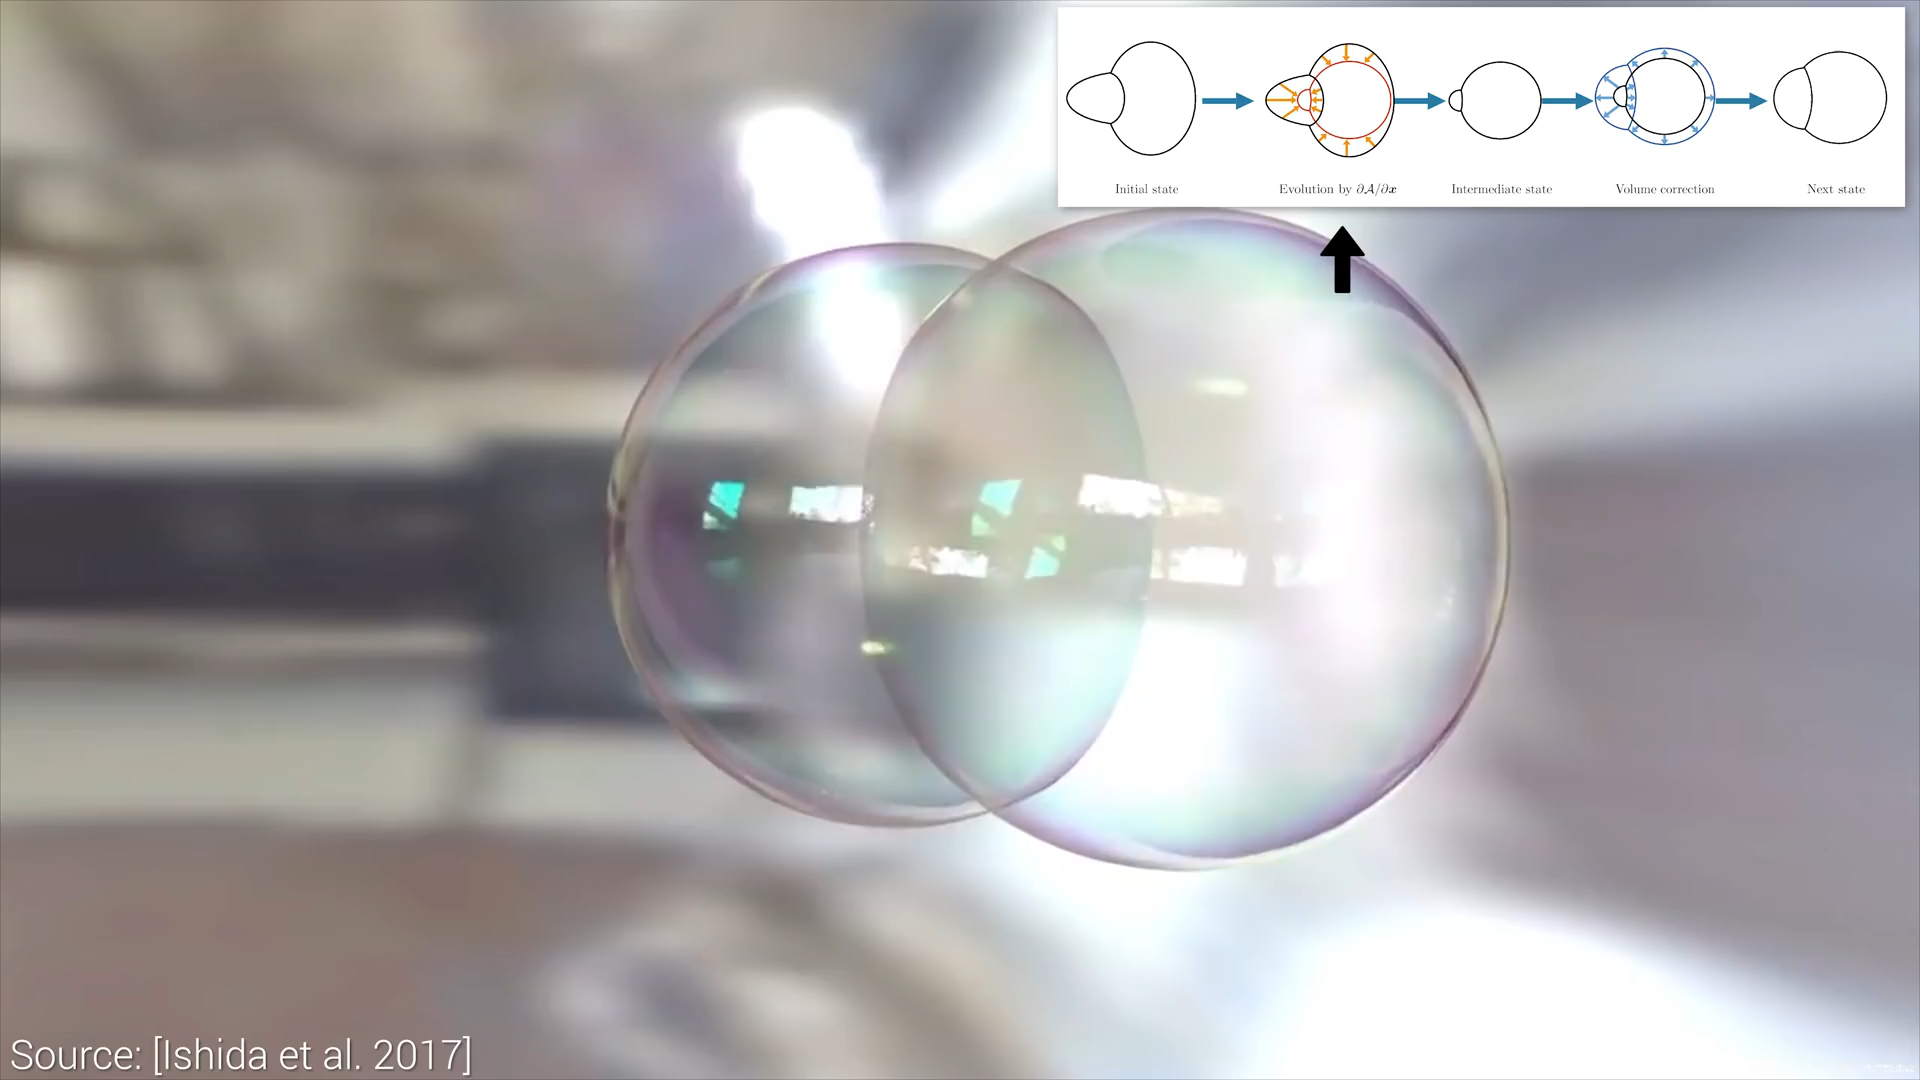 Initial state
Evolution by ∂𝒜/∂𝒙
Intermediate state
Volume correction
Next state
Source: [Ishida et al. 2017]